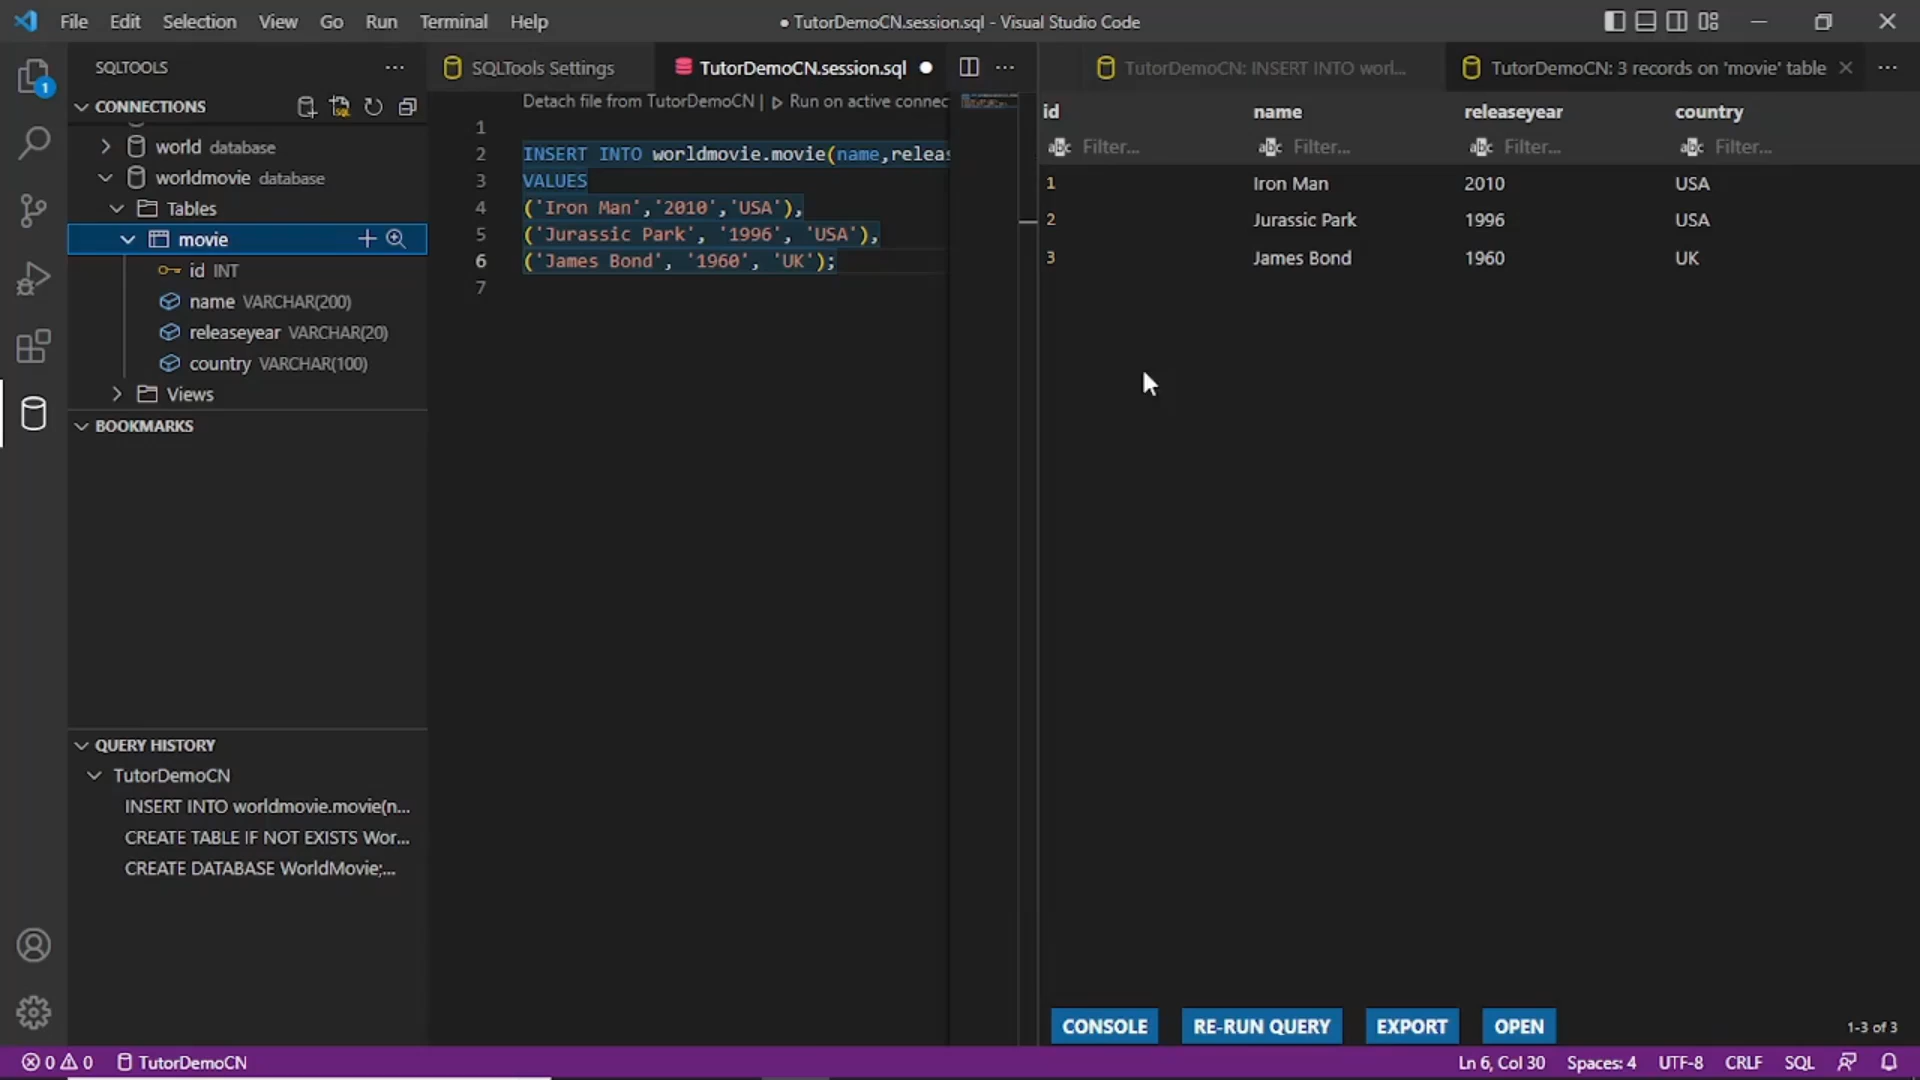 File Edit Selection View Go Run Terminal Help
● TutorDemoCN.session.sql - Visual Studio Code
SQLTOOLS
SQLTools Settings
TutorDemoCN.session.sql
TutorDemoCN: INSERT INTO worl...
TutorDemoCN: 3 records on 'movie' table
1
CONNECTIONS
world database
worldmovie database
Tables
movie
id INT
name VARCHAR(200)
releaseyear VARCHAR(20)
country VARCHAR(100)
Views
BOOKMARKS
QUERY HISTORY
TutorDemoCN
INSERT INTO worldmovie.movie(n...
CREATE TABLE IF NOT EXISTS Wor...
CREATE DATABASE WorldMovie;...
Detach file from TutorDemoCN | ▷ Run on active connec
1
2 INSERT INTO worldmovie.movie(name,releas
3 VALUES
4 ('Iron Man','2010','USA'),
5 ('Jurassic Park', '1996', 'USA'),
6 ('James Bond', '1960', 'UK');
7
id name releaseyear country
abc Filter... abc Filter... abc Filter... abc Filter...
1 Iron Man 2010 USA
2 Jurassic Park 1996 USA
3 James Bond 1960 UK
CONSOLE RE-RUN QUERY EXPORT OPEN
1-3 of 3
0 0 TutorDemoCN
Ln 6, Col 30 Spaces: 4 UTF-8 CRLF SQL